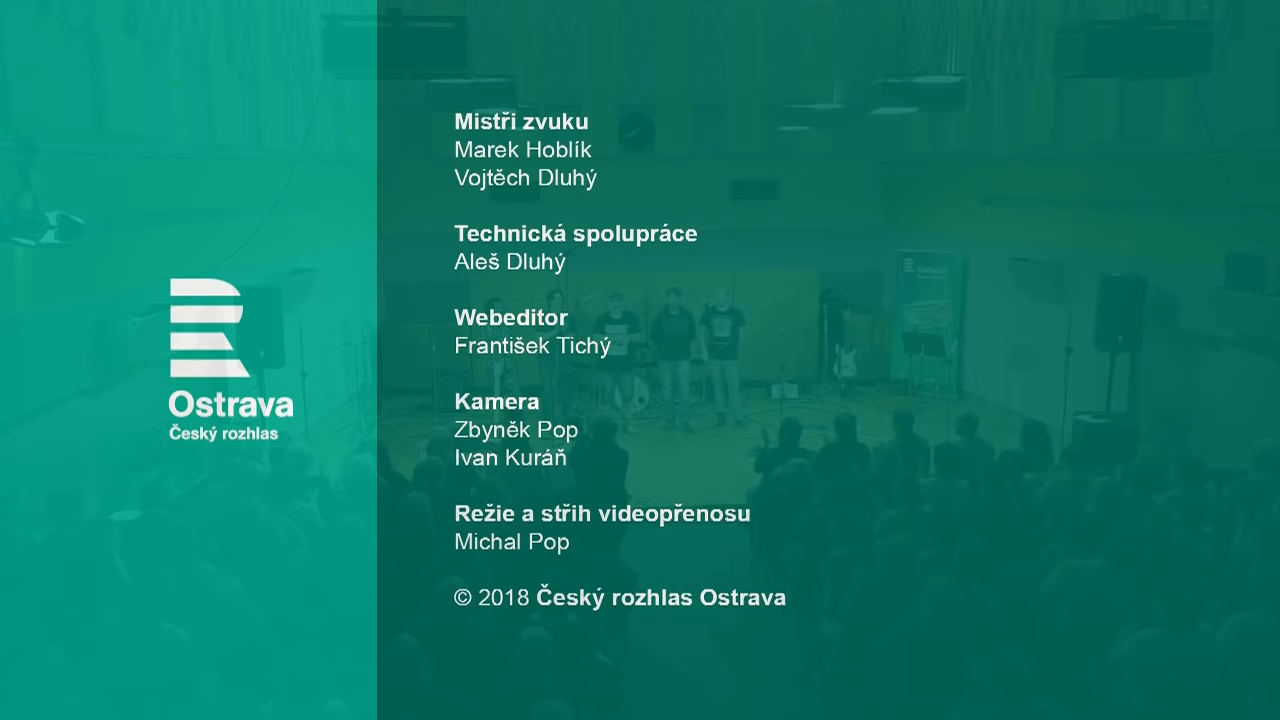 Ostrava
Český rozhlas
Mistři zvuku
Marek Hoblík
Vojtěch Dluhý
Technická spolupráce
Aleš Dluhý
Webeditor
František Tichý
Kamera
Zbyněk Pop
Ivan Kuráň
Režie a střih videopřenosu
Michal Pop
© 2018 Český rozhlas Ostrava